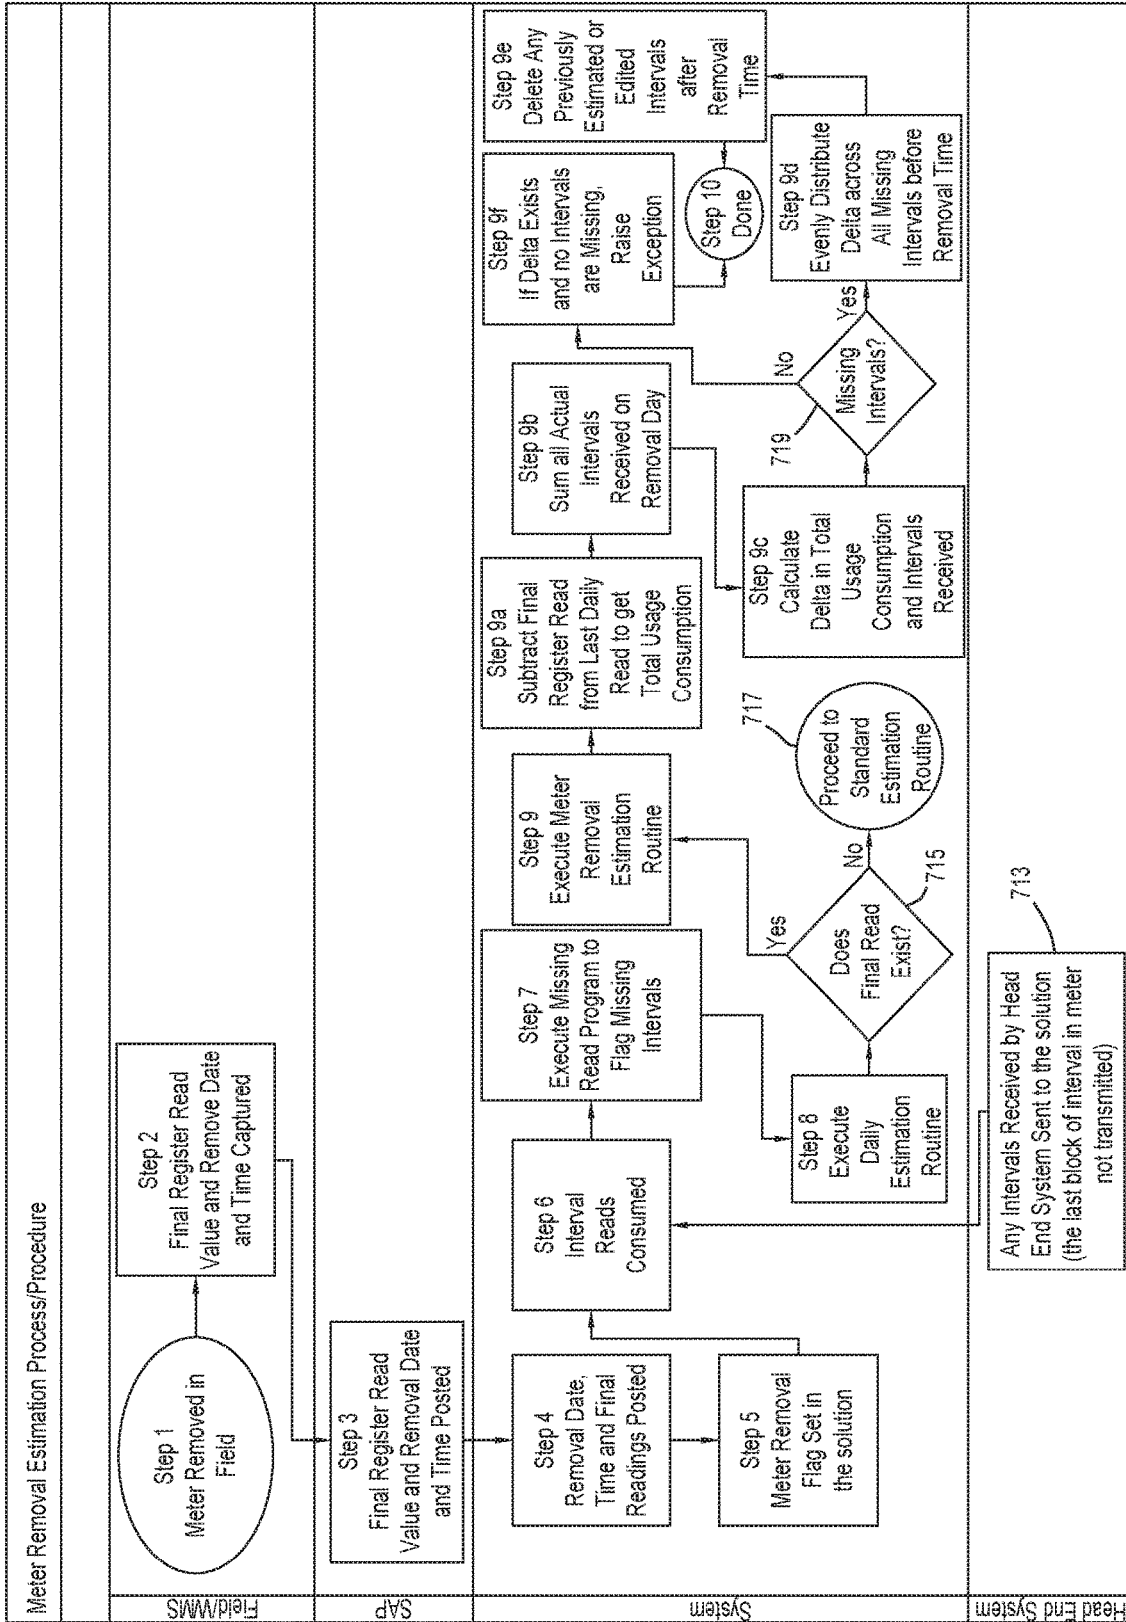 Meter Removal Estimation Process/Procedure
Field/WMS
Step 1
Meter Removed in
Field
Step 2
Final Register Read
Value and Remove Date
and Time Captured
SAP
Step 3
Final Register Read
Value and Removal Date
and Time Posted
System
Step 4
Removal Date,
Time and Final
Readings Posted
Step 5
Meter Removal
Flag Set in
the solution
Step 6
Interval
Reads
Consumed
Step 7
Execute Missing
Read Program to
Flag Missing
Intervals
Step 8
Execute
Daily
Estimation
Routine
Does
Final Read
Exist?
715
Yes
No
Proceed to
Standard
Estimation
Routine
717
Step 9
Execute Meter
Removal
Estimation
Routine
Step 9a
Subtract Final
Register Read
from Last Daily
Read to get
Total Usage
Consumption
Step 9b
Sum all Actual
Intervals
Received on
Removal Day
Step 9c
Calculate
Delta in Total
Usage
Consumption
and Intervals
Received
Missing
Intervals?
719
No
Yes
Step 9d
Evenly Distribute
Delta across
All Missing
Intervals before
Removal Time
Step 9e
Delete Any
Previously
Estimated or
Edited
Intervals
after
Removal
Time
Step 9f
If Delta Exists
and no Intervals
are Missing,
Raise
Exception
Step 10
Done
Head End System
Any Intervals Received by Head
End System Sent to the solution
(the last block of interval in meter
not transmitted)
713